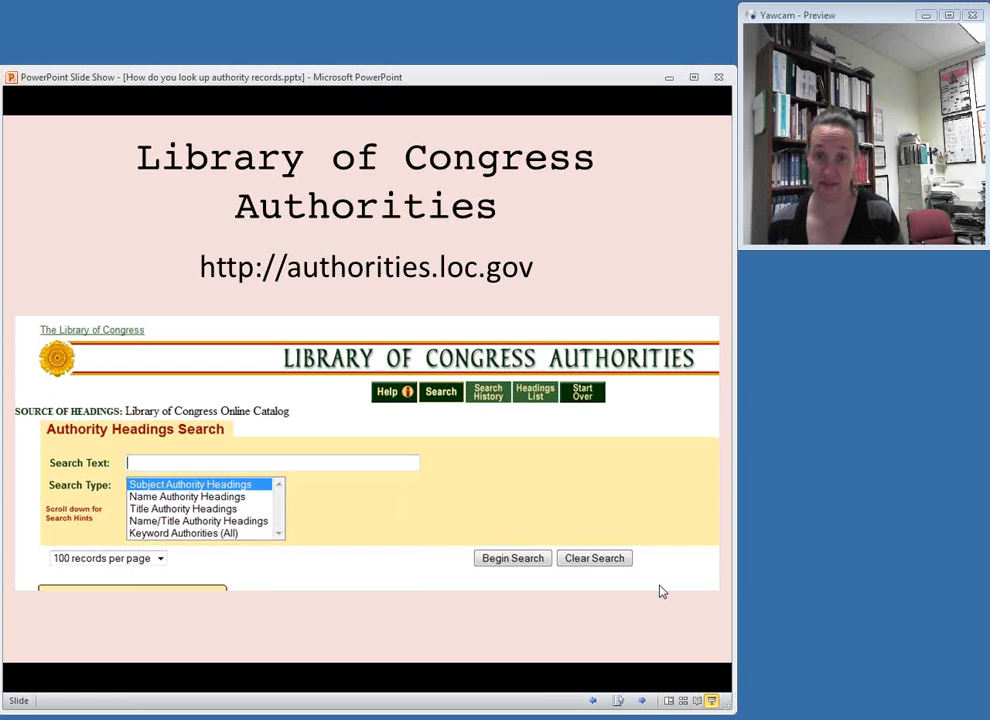 Yawcam - Preview
PowerPoint Slide Show - [How do you look up authority records.pptx] - Microsoft PowerPoint
Library of Congress
Authorities
http://authorities.loc.gov
The Library of Congress
LIBRARY OF CONGRESS AUTHORITIES
Help i Search Search History Headings List Start Over
SOURCE OF HEADINGS: Library of Congress Online Catalog
Authority Headings Search
Search Text:
Search Type:
Subject Authority Headings
Name Authority Headings
Title Authority Headings
Name/Title Authority Headings
Keyword Authorities (All)
Scroll down for
Search Hints
100 records per page
Begin Search Clear Search
Slide